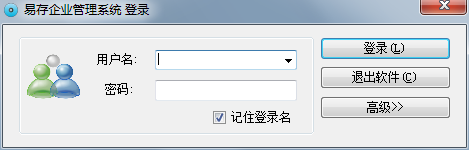 易存企业管理系统 登录
用户名:
登录(L)
密码:
退出软件(C)
记住登录名
高级>>